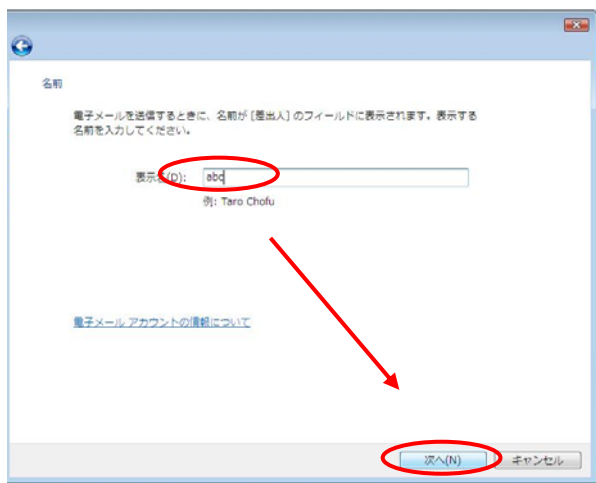 名前
電子メールを送信するときに、名前が [差出人] のフィールドに表示されます。表示する
名前を入力してください。
表示名(D): abc
例: Taro Chofu
電子メール アカウントの情報について
次へ(N) キャンセル